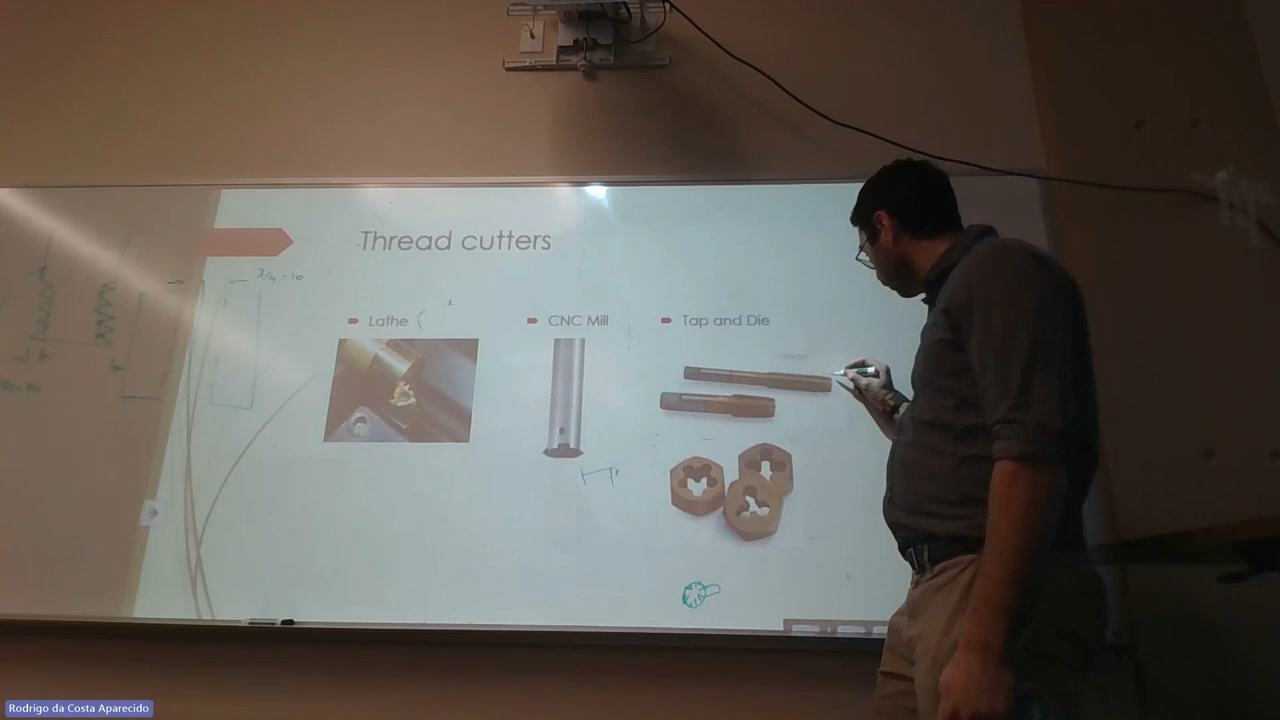 Thread cutters
3/4-10
Lathe (
CNC Mill
Tap and Die
Rodrigo da Costa Aparecido